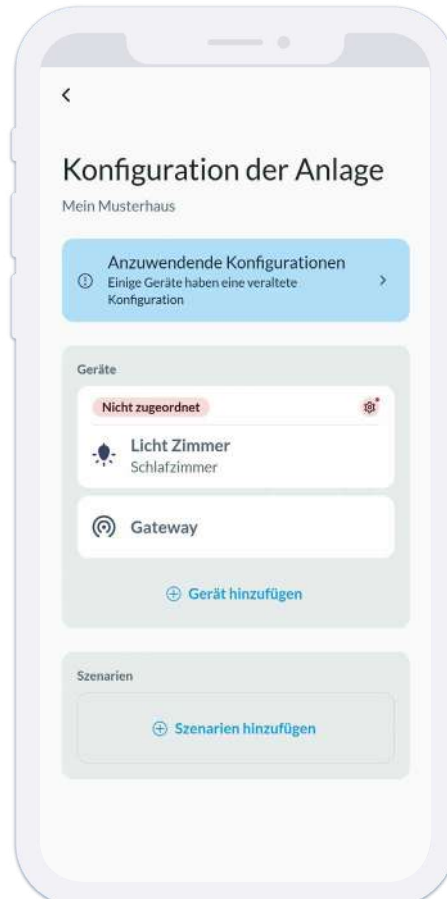 Konfiguration der Anlage
Mein Musterhaus
Anzuwendende Konfigurationen
Einige Geräte haben eine veraltete
Konfiguration
Geräte
Nicht zugeordnet
Licht Zimmer
Schlafzimmer
Gateway
Gerät hinzufügen
Szenarien
Szenarien hinzufügen